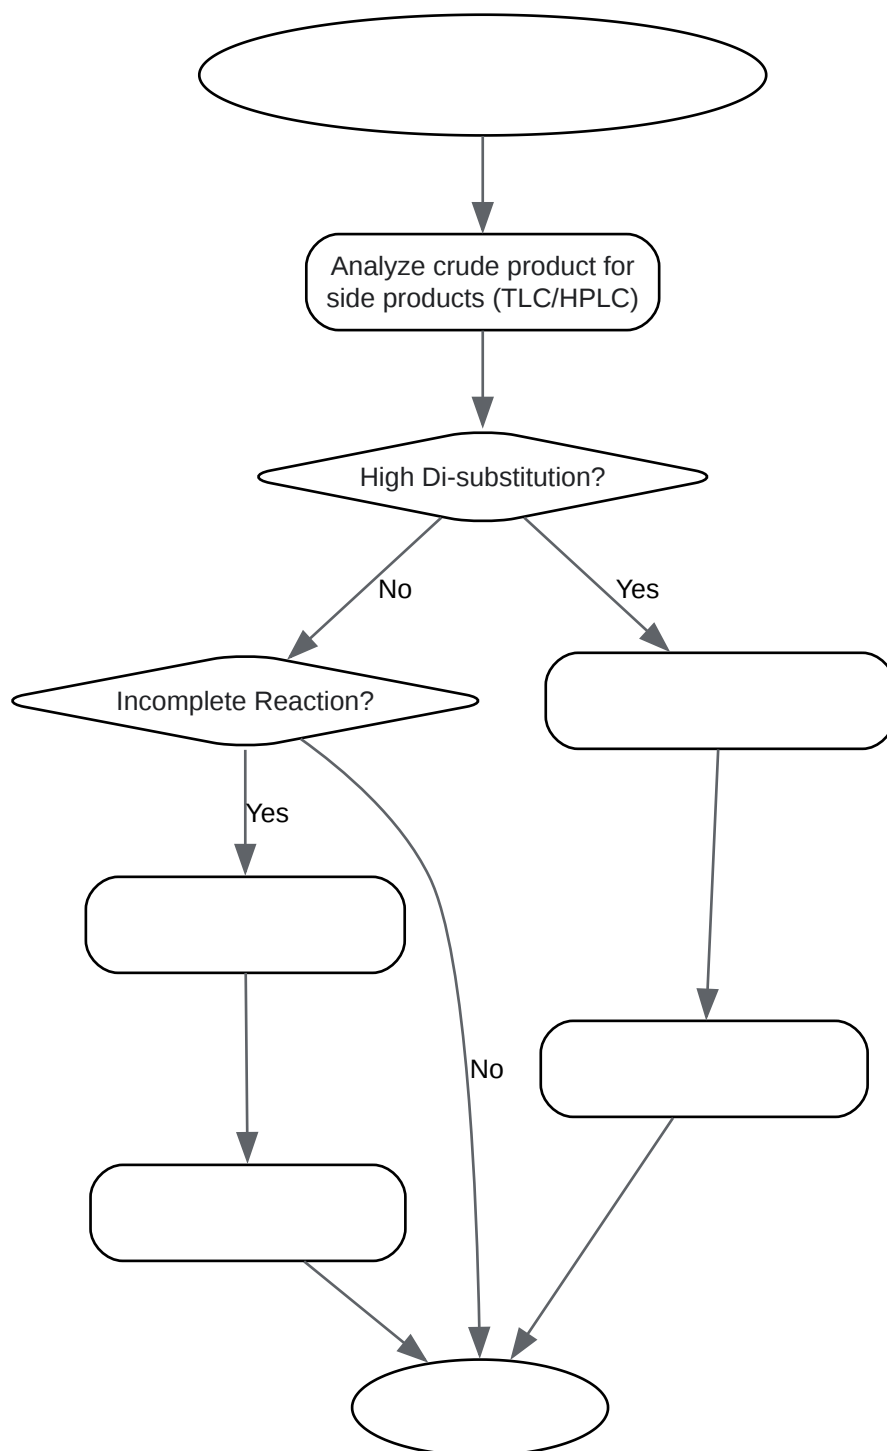 Analyze crude product for
side products (TLC/HPLC)
High Di-substitution?
No
Yes
Incomplete Reaction?
Yes
No